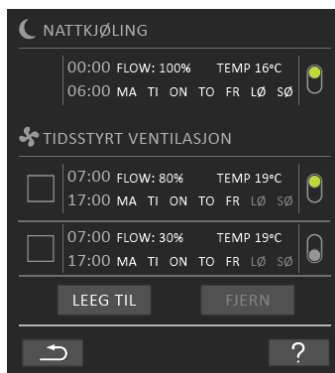 NATTKJØLING
00:00 FLOW: 100% TEMP 16°C
06:00 MA TI ON TO FR LØ SØ
TIDSSTYRT VENTILASJON
07:00 FLOW: 80% TEMP 19°C
17:00 MA TI ON TO FR LØ SØ
07:00 FLOW: 30% TEMP 19°C
17:00 MA TI ON TO FR LØ SØ
LEEG TIL FJERN
?